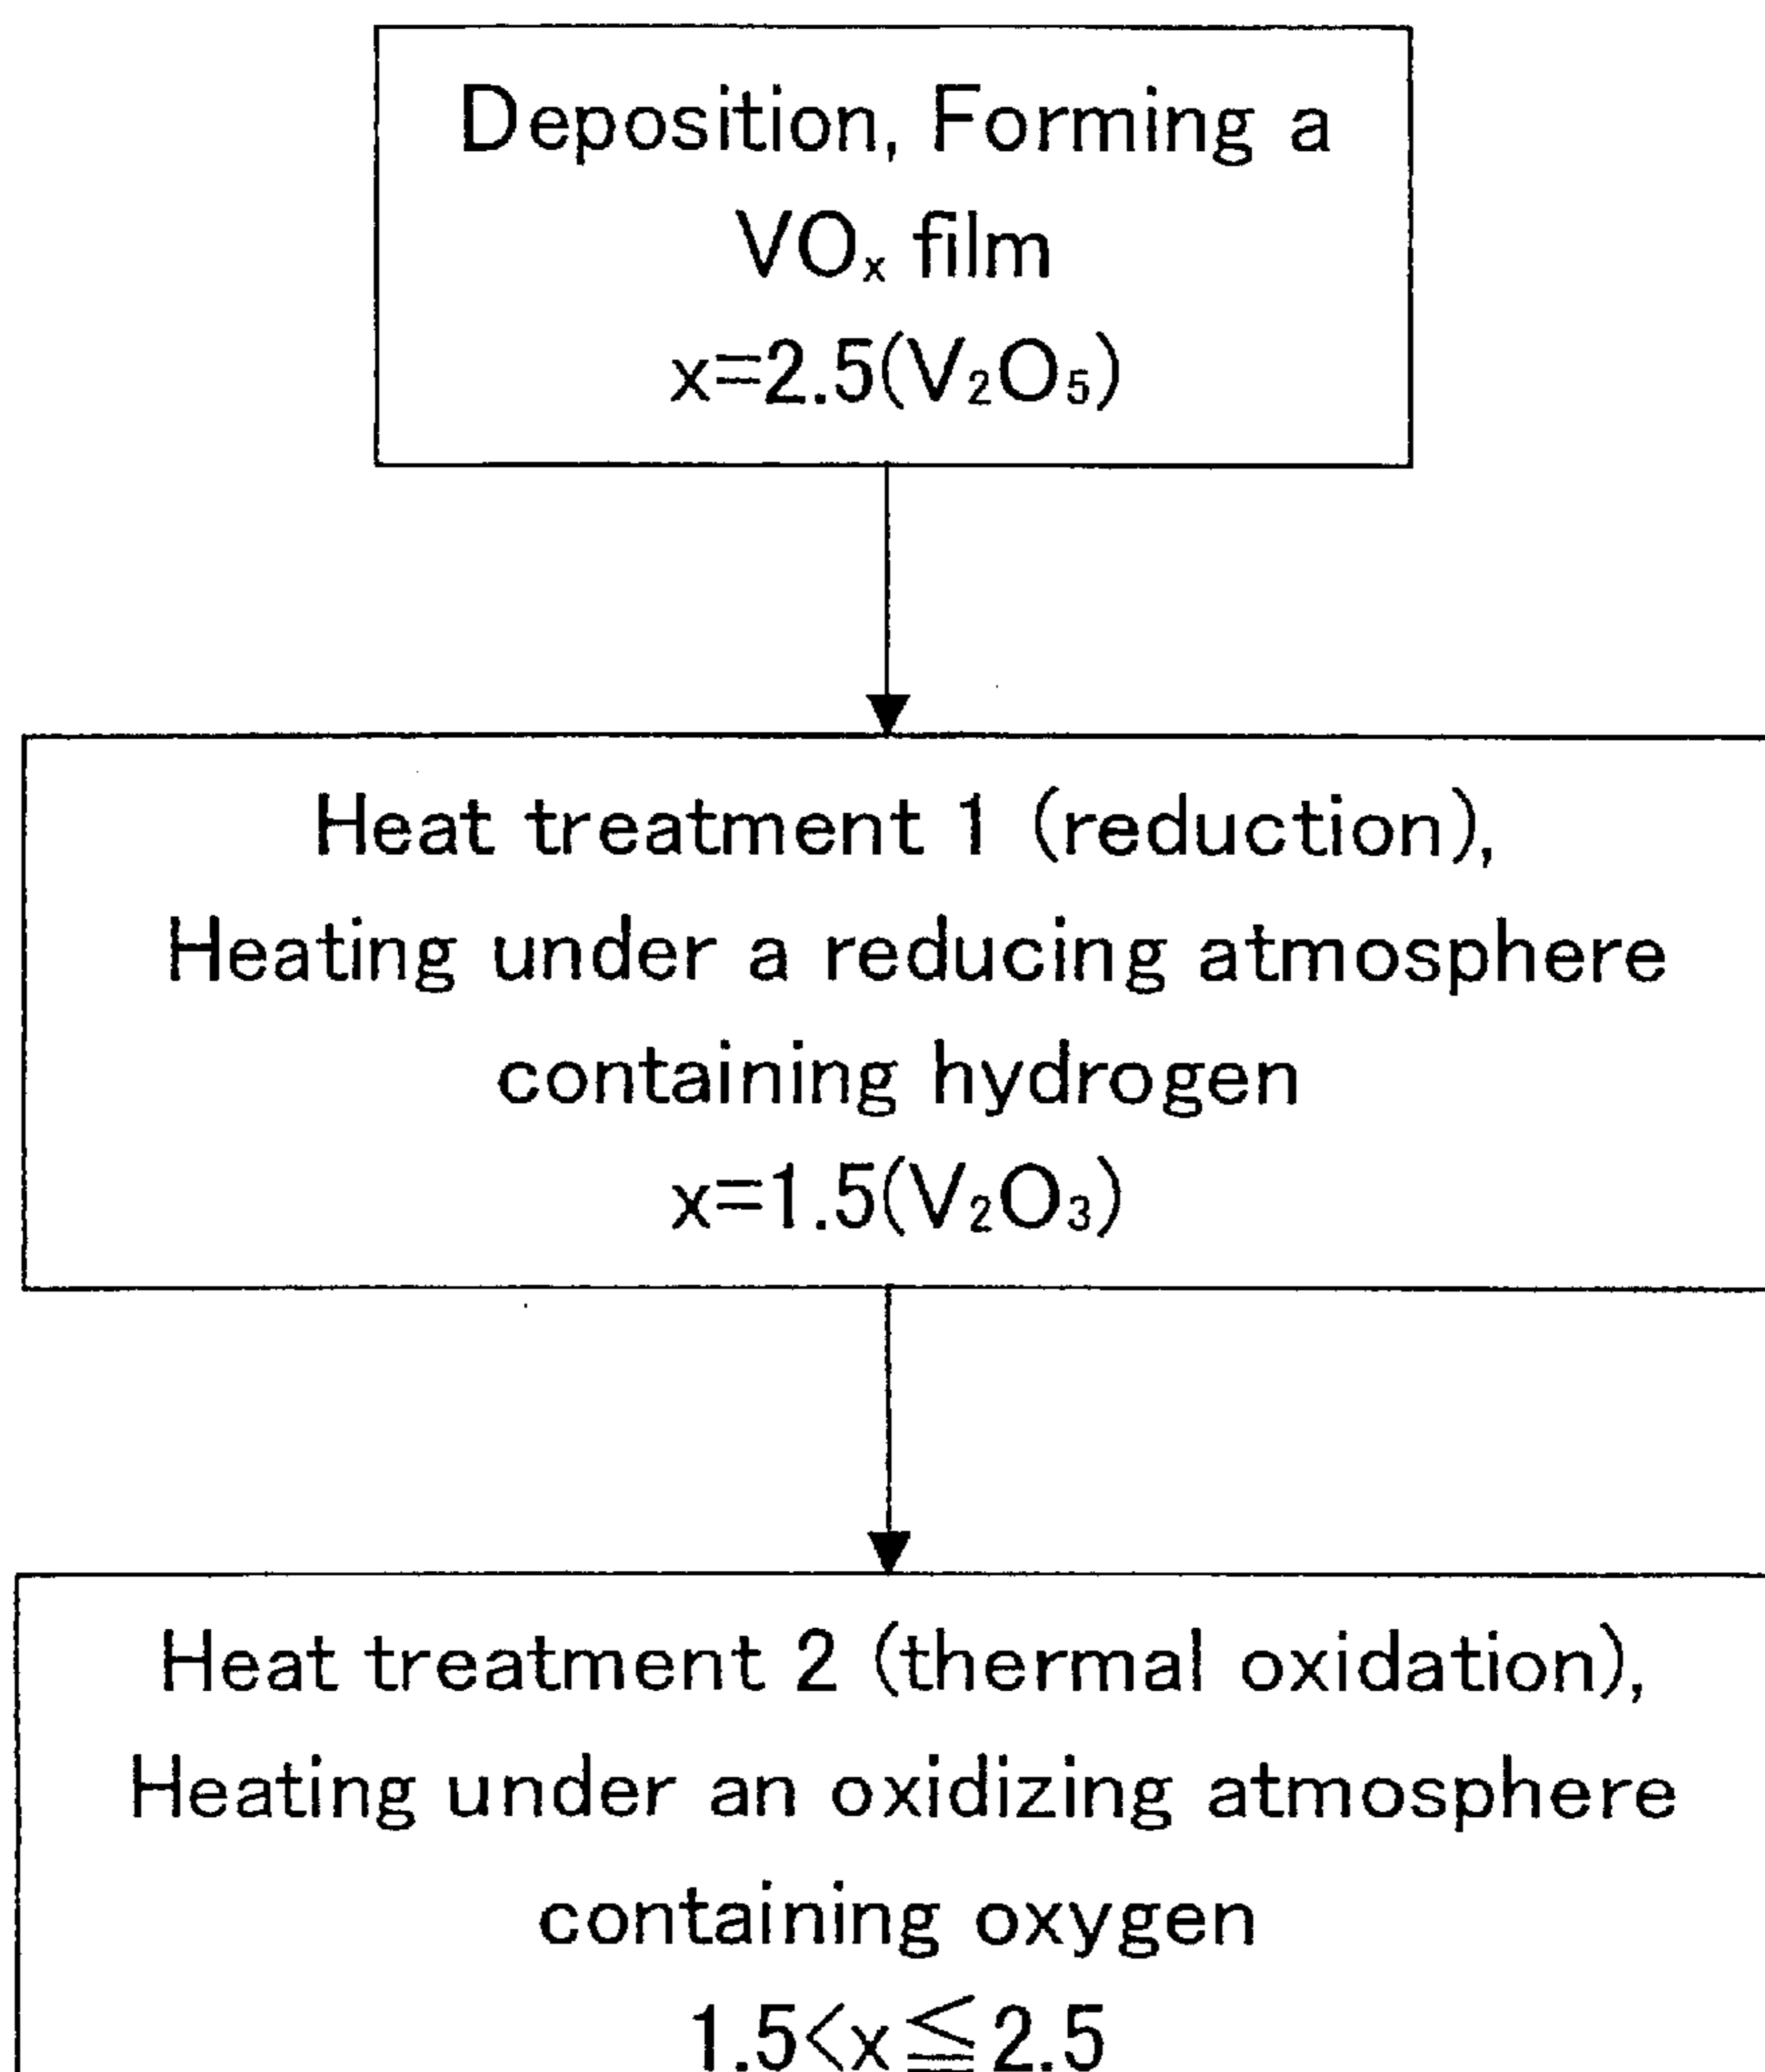 Deposition, Forming a
VOₓ film
x=2.5(V₂O₅)
Heat treatment 1 (reduction),
Heating under a reducing atmosphere
containing hydrogen
x=1.5(V₂O₃)
Heat treatment 2 (thermal oxidation),
Heating under an oxidizing atmosphere
containing oxygen
1.5<x≦2.5